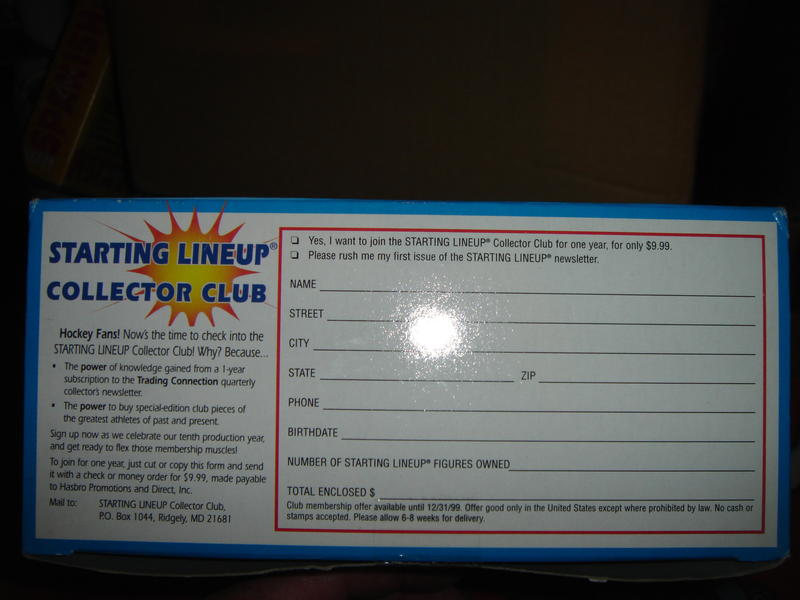 STARTING LINEUP®
COLLECTOR CLUB
Hockey Fans! Now's the time to check into the
STARTING LINEUP Collector Club! Why? Because...
• The power of knowledge gained from a 1-year
subscription to the Trading Connection quarterly
collector's newsletter.
• The power to buy special-edition club pieces of
the greatest athletes of past and present.
Sign up now as we celebrate our tenth production year,
and get ready to flex those membership muscles!
To join for one year, just cut or copy this form and send
it with a check or money order for $9.99, made payable
to Hasbro Promotions and Direct, Inc.
Mail to: STARTING LINEUP Collector Club,
P.O. Box 1044, Ridgely, MD 21681
❏ Yes, I want to join the STARTING LINEUP® Collector Club for one year, for only $9.99.
❏ Please rush me my first issue of the STARTING LINEUP® newsletter.
NAME
STREET
CITY
STATE ZIP
PHONE
BIRTHDATE
NUMBER OF STARTING LINEUP® FIGURES OWNED
TOTAL ENCLOSED $
Club membership offer available until 12/31/99. Offer good only in the United States except where prohibited by law. No cash or
stamps accepted. Please allow 6-8 weeks for delivery.